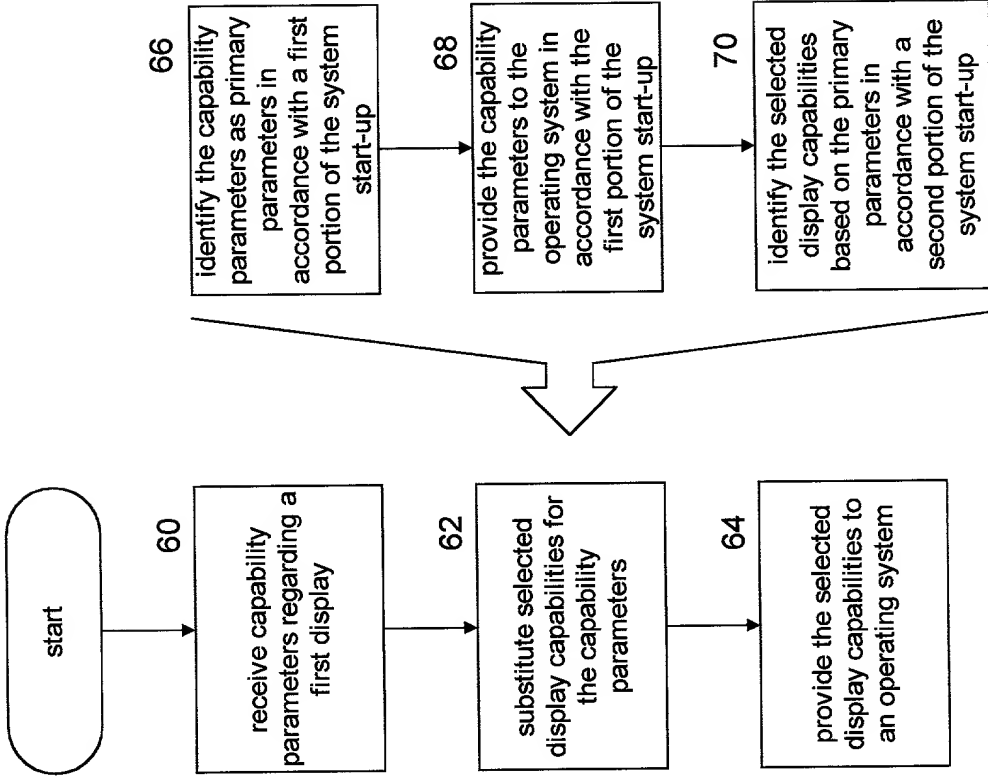 start
60
receive capability
parameters regarding a
first display
62
substitute selected
display capabilities for
the capability
parameters
64
provide the selected
display capabilities to
an operating system
66
identify the capability
parameters as primary
parameters in
accordance with a first
portion of the system
start-up
68
provide the capability
parameters to the
operating system in
accordance with the
first portion of the
system start-up
70
identify the selected
display capabilities
based on the primary
parameters in
accordance with a
second portion of the
system start-up